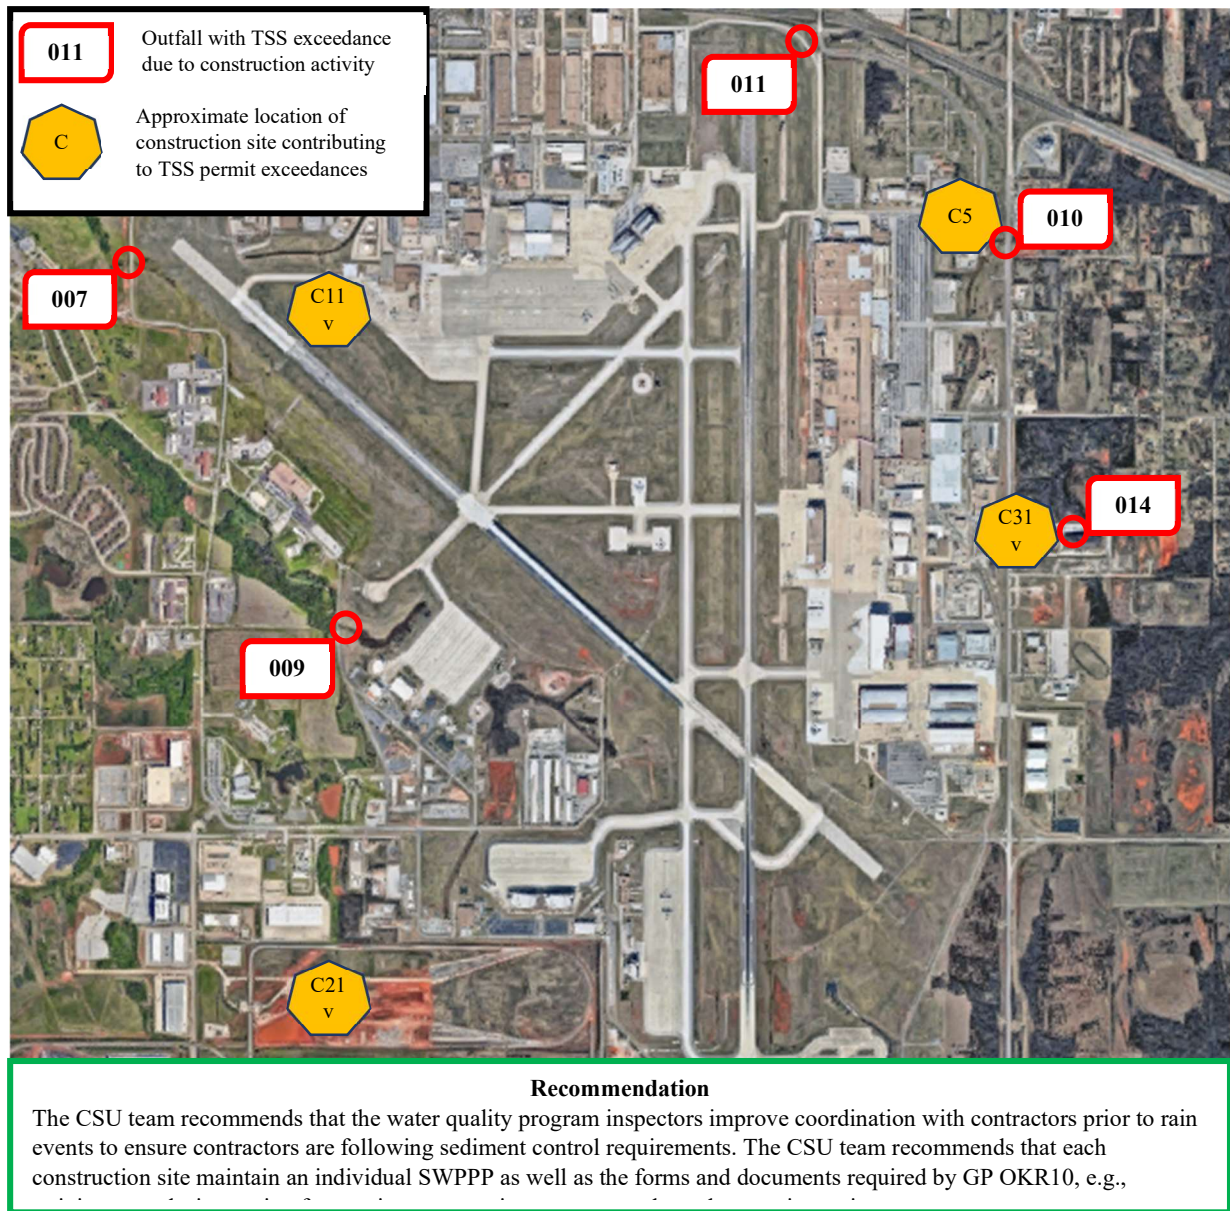 011
Outfall with TSS exceedance
due to construction activity
C
Approximate location of
construction site contributing
to TSS permit exceedances
011
C5
010
007
C11
v
014
C31
v
009
C21
v
Recommendation
The CSU team recommends that the water quality program inspectors improve coordination with contractors prior to rain
events to ensure contractors are following sediment control requirements. The CSU team recommends that each
construction site maintain an individual SWPPP as well as the forms and documents required by GP OKR10, e.g.,